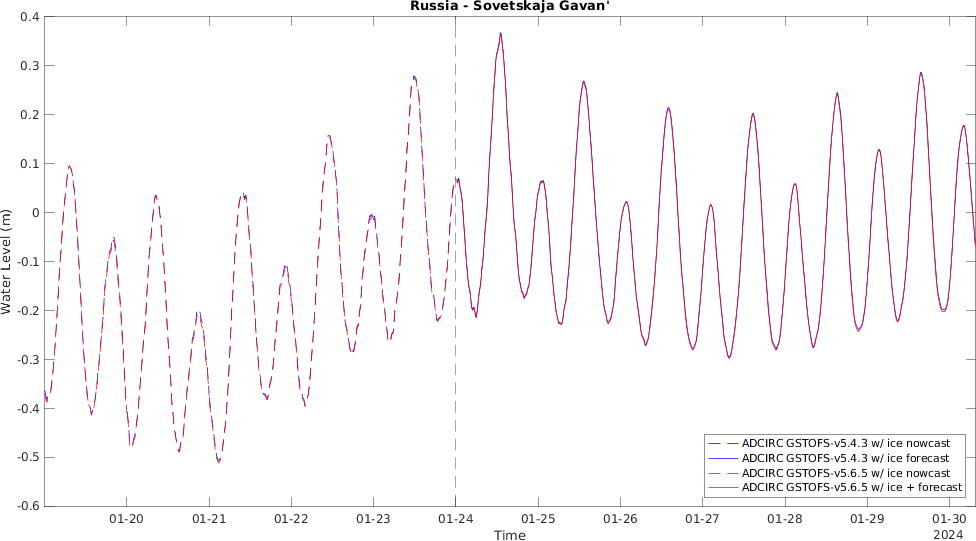 Russia - Sovetskaja Gavan'
0.4
0.3
0.2
0.1
0
-0.1
-0.2
-0.3
-0.4
-0.5
-0.6
Water Level (m)
ADCIRC GSTOFS-v5.4.3 w/ ice nowcast
ADCIRC GSTOFS-v5.4.3 w/ ice forecast
ADCIRC GSTOFS-v5.6.5 w/ ice nowcast
ADCIRC GSTOFS-v5.6.5 w/ ice + forecast
01-20 01-21 01-22 01-23 01-24 01-25 01-26 01-27 01-28 01-29 01-30
Time
2024